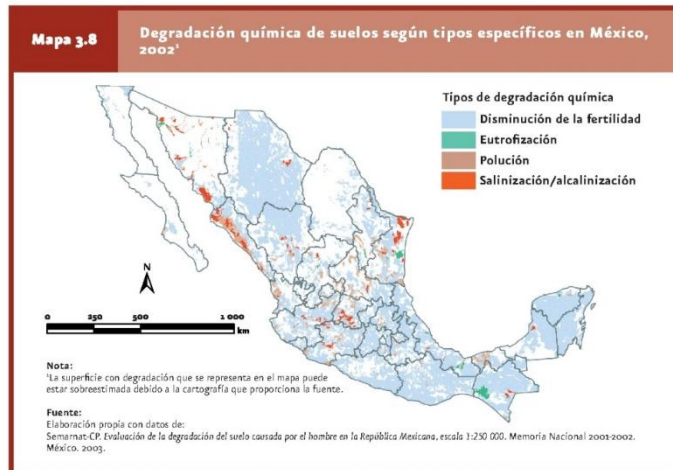 Mapa 3.8
Degradación química de suelos según tipos específicos en México,
2002¹
Tipos de degradación química
Disminución de la fertilidad
Eutrofización
Polución
Salinización/alcalinización
N
0 250 500 1 000
km
Nota:
¹La superficie con degradación que se representa en el mapa puede
estar sobreestimada debido a la cartografía que proporciona la fuente.
Fuente:
Elaboración propia con datos de:
Semarnat-CP. Evaluación de la degradación del suelo causada por el hombre en la República Mexicana, escala 1:250 000. Memoria Nacional 2001-2002.
México. 2003.